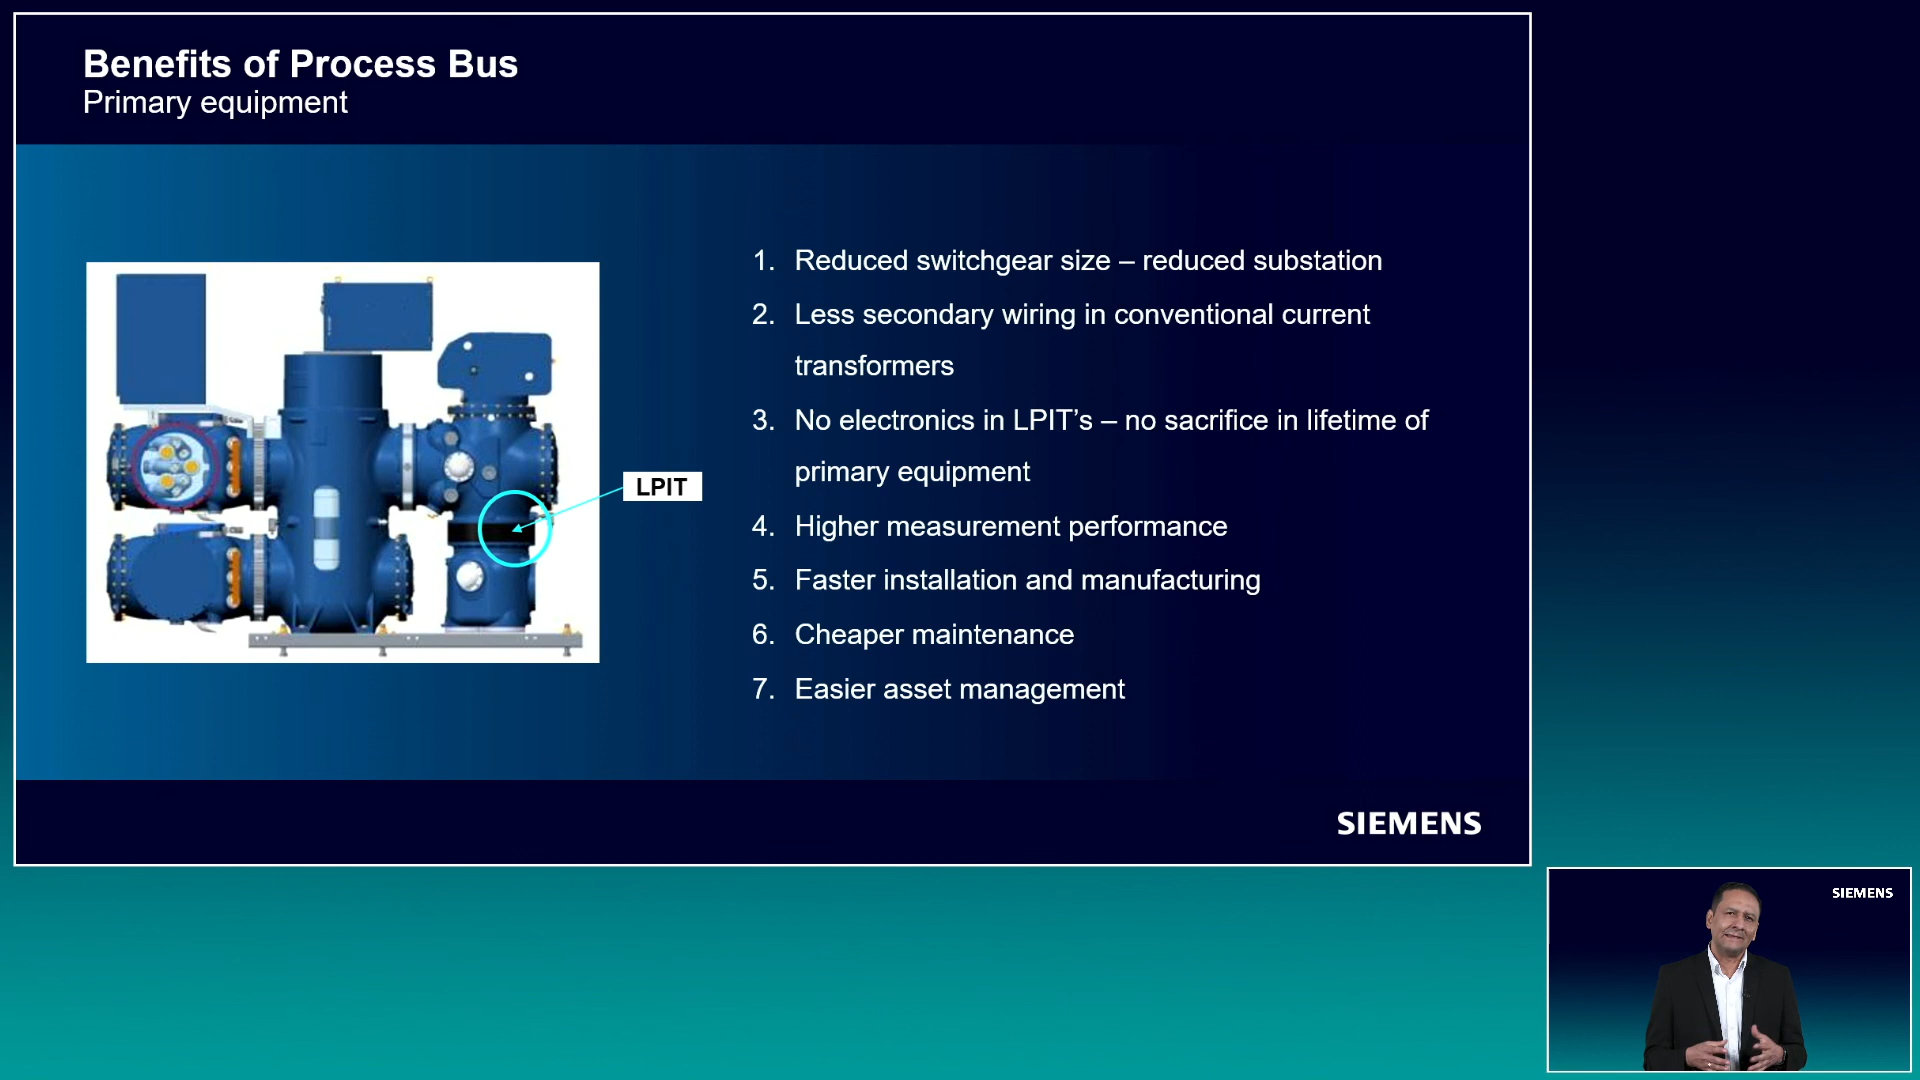 Benefits of Process Bus
Primary equipment
LPIT
1. Reduced switchgear size – reduced substation
2. Less secondary wiring in conventional current
transformers
3. No electronics in LPIT’s – no sacrifice in lifetime of
primary equipment
4. Higher measurement performance
5. Faster installation and manufacturing
6. Cheaper maintenance
7. Easier asset management
SIEMENS
SIEMENS